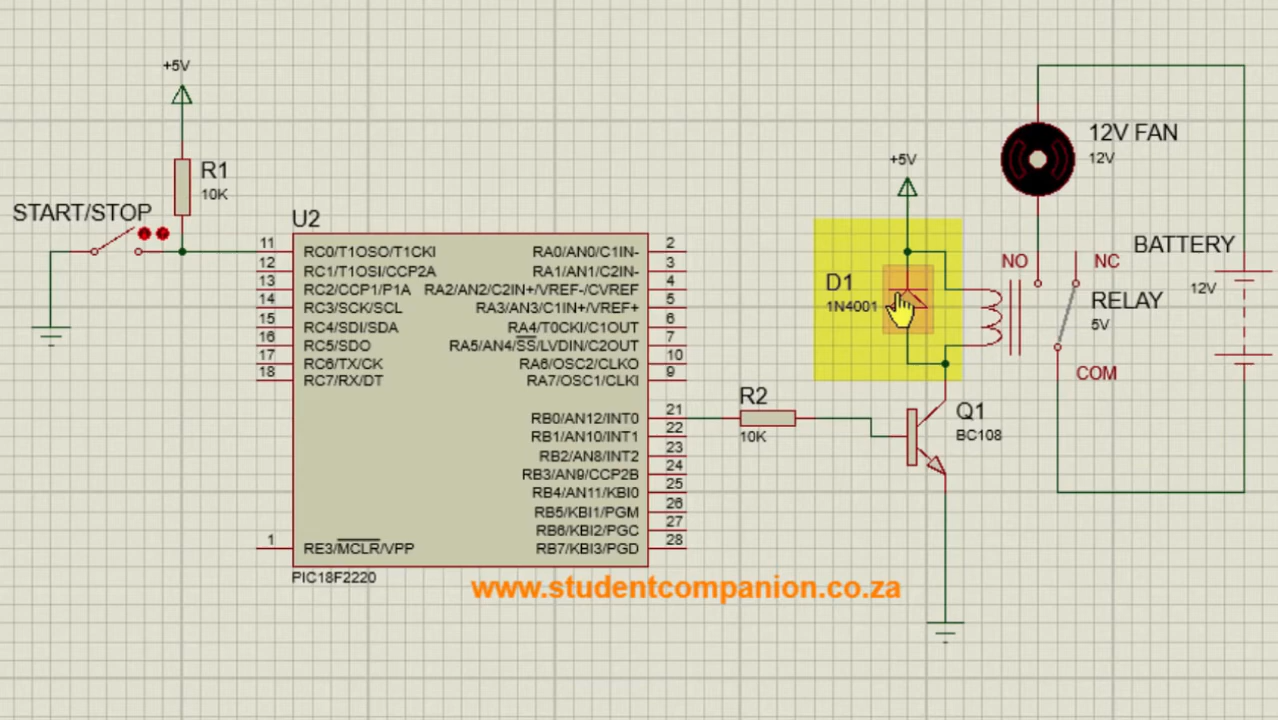 +5V
R1
10K
START/STOP
U2
11
12
13
14
15
16
17
18
1
RC0/T1OSO/T1CKI
RC1/T1OSI/CCP2A
RC2/CCP1/P1A
RC3/SCK/SCL
RC4/SDI/SDA
RC5/SDO
RC6/TX/CK
RC7/RX/DT
RE3/MCLR/VPP
RA0/AN0/C1IN-
RA1/AN1/C2IN-
RA2/AN2/C2IN+/VREF-/CVREF
RA3/AN3/C1IN+/VREF+
RA4/T0CKI/C1OUT
RA5/AN4/SS/LVDIN/C2OUT
RA6/OSC2/CLKO
RA7/OSC1/CLKI
RB0/AN12/INT0
RB1/AN10/INT1
RB2/AN8/INT2
RB3/AN9/CCP2B
RB4/AN11/KBI0
RB5/KBI1/PGM
RB6/KBI2/PGC
RB7/KBI3/PGD
2
3
4
5
6
7
10
9
21
22
23
24
25
26
27
28
PIC18F2220
www.studentcompanion.co.za
R2
10K
+5V
D1
1N4001
Q1
BC108
12V FAN
12V
NO
NC
RELAY
5V
COM
BATTERY
12V